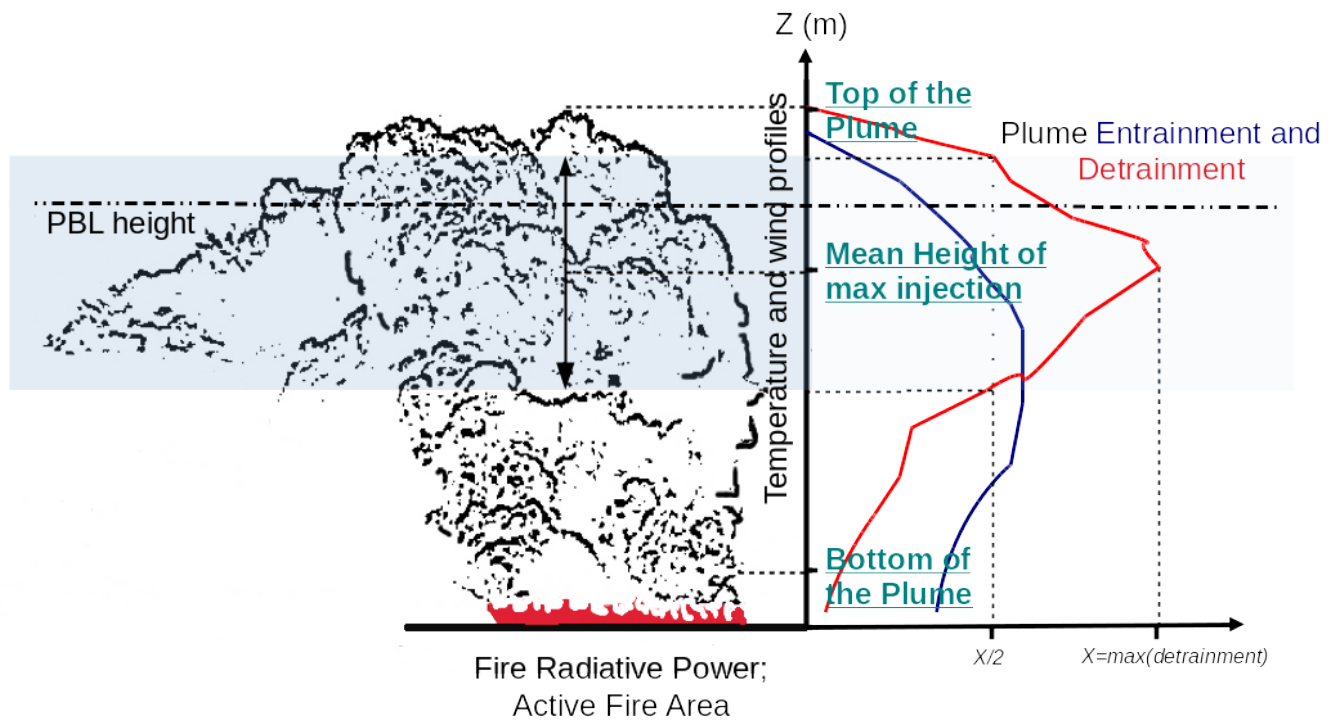 Z (m)
Top of the
Plume
Plume Entrainment and
Detrainment
PBL height
Temperature and wind profiles
Mean Height of
max injection
Bottom of
the Plume
X/2
X=max(detrainment)
Fire Radiative Power;
Active Fire Area